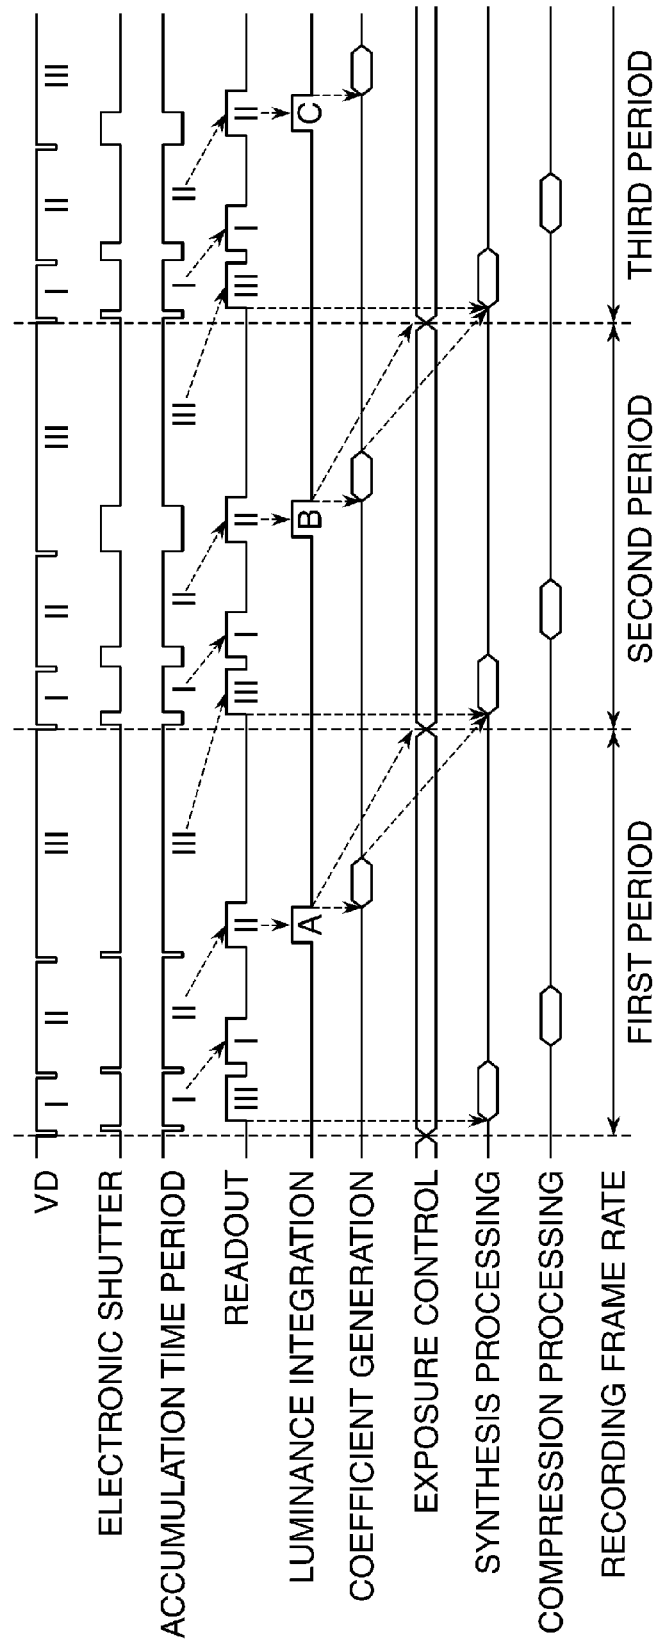 VD
I
II
III
I
II
III
I
II
III
ELECTRONIC SHUTTER
ACCUMULATION TIME PERIOD
I
II
III
I
II
III
I
II
READOUT
III
I
II
III
I
II
III
I
II
LUMINANCE INTEGRATION
A
B
C
COEFFICIENT GENERATION
EXPOSURE CONTROL
SYNTHESIS PROCESSING
COMPRESSION PROCESSING
RECORDING FRAME RATE
FIRST PERIOD
SECOND PERIOD
THIRD PERIOD